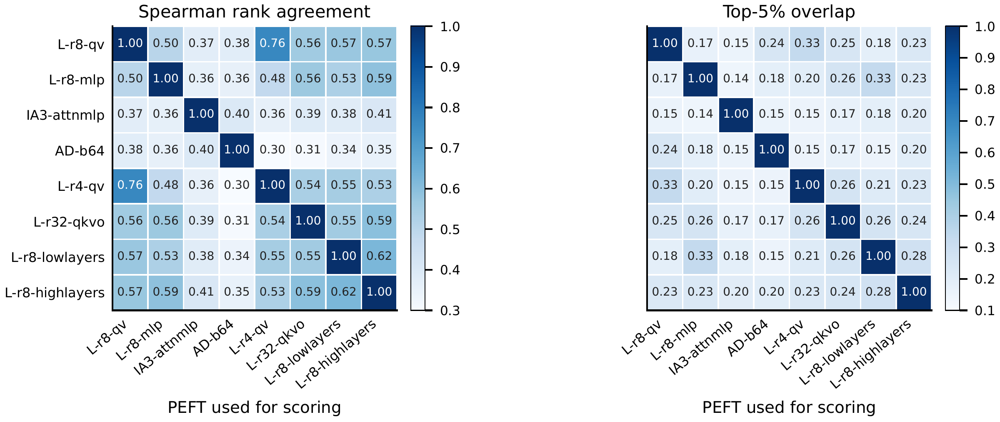 Spearman rank agreement
L-r8-qv 1.00 0.50 0.37 0.38 0.76 0.56 0.57 0.57
L-r8-mlp 0.50 1.00 0.36 0.36 0.48 0.56 0.53 0.59
IA3-attnmlp 0.37 0.36 1.00 0.40 0.36 0.39 0.38 0.41
AD-b64 0.38 0.36 0.40 1.00 0.30 0.31 0.34 0.35
L-r4-qv 0.76 0.48 0.36 0.30 1.00 0.54 0.55 0.53
L-r32-qkvo 0.56 0.56 0.39 0.31 0.54 1.00 0.55 0.59
L-r8-lowlayers 0.57 0.53 0.38 0.34 0.55 0.55 1.00 0.62
L-r8-highlayers 0.57 0.59 0.41 0.35 0.53 0.59 0.62 1.00
L-r8-qv
L-r8-mlp
IA3-attnmlp
AD-b64
L-r4-qv
L-r32-qkvo
L-r8-lowlayers
L-r8-highlayers
PEFT used for scoring
1.0
0.9
0.8
0.7
0.6
0.5
0.4
0.3
Top-5% overlap
1.00 0.17 0.15 0.24 0.33 0.25 0.18 0.23
0.17 1.00 0.14 0.18 0.20 0.26 0.33 0.23
0.15 0.14 1.00 0.15 0.15 0.17 0.18 0.20
0.24 0.18 0.15 1.00 0.15 0.17 0.15 0.20
0.33 0.20 0.15 0.15 1.00 0.26 0.21 0.23
0.25 0.26 0.17 0.17 0.26 1.00 0.26 0.24
0.18 0.33 0.18 0.15 0.21 0.26 1.00 0.28
0.23 0.23 0.20 0.20 0.23 0.24 0.28 1.00
L-r8-qv
L-r8-mlp
IA3-attnmlp
AD-b64
L-r4-qv
L-r32-qkvo
L-r8-lowlayers
L-r8-highlayers
PEFT used for scoring
1.0
0.9
0.8
0.7
0.6
0.5
0.4
0.3
0.2
0.1